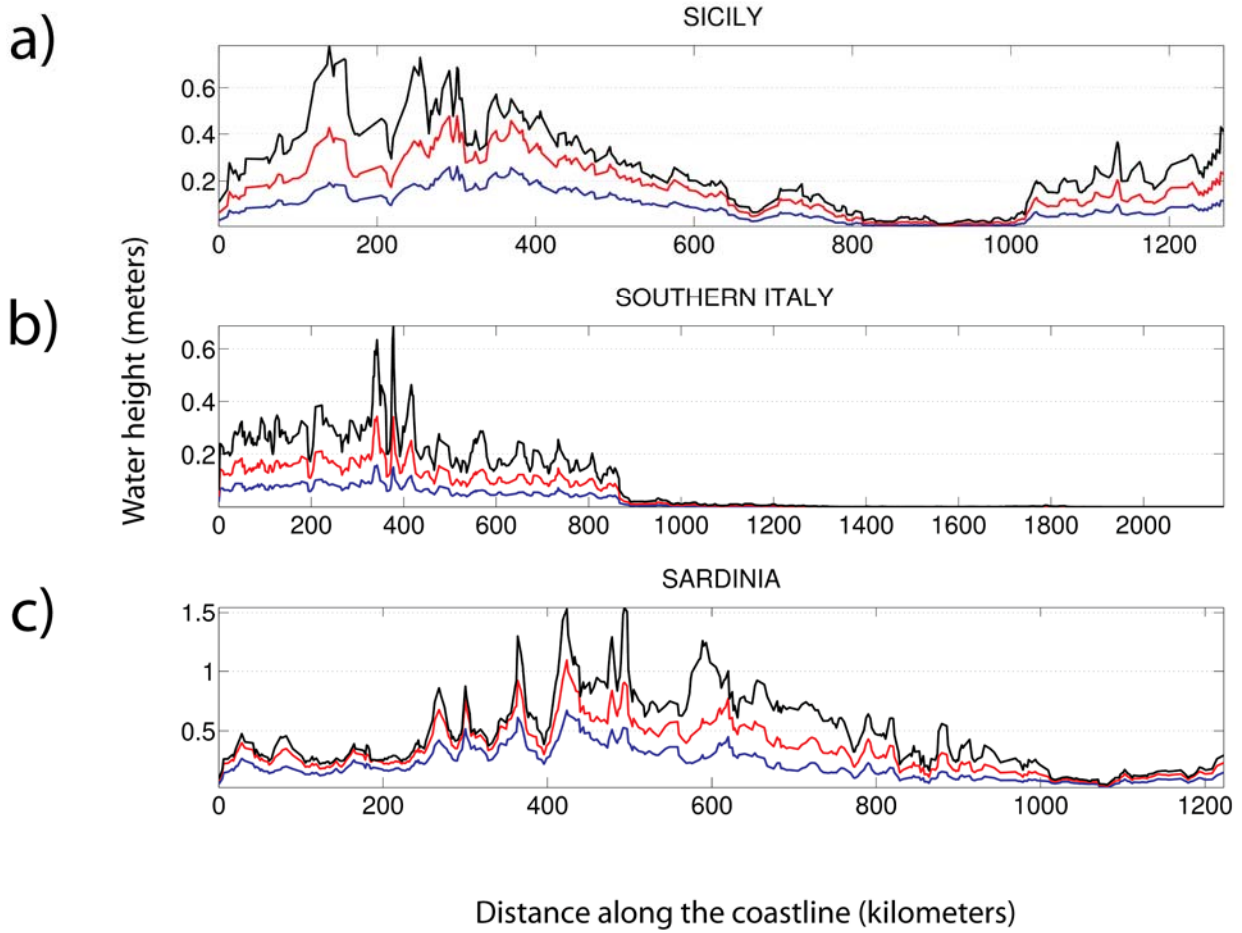 a)
SICILY
0.6
0.4
0.2
0 200 400 600 800 1000 1200
b)
SOUTHERN ITALY
0.6
0.4
0.2
0 200 400 600 800 1000 1200 1400 1600 1800 2000
Water height (meters)
c)
SARDINIA
1.5
1
0.5
0 200 400 600 800 1000 1200
Distance along the coastline (kilometers)